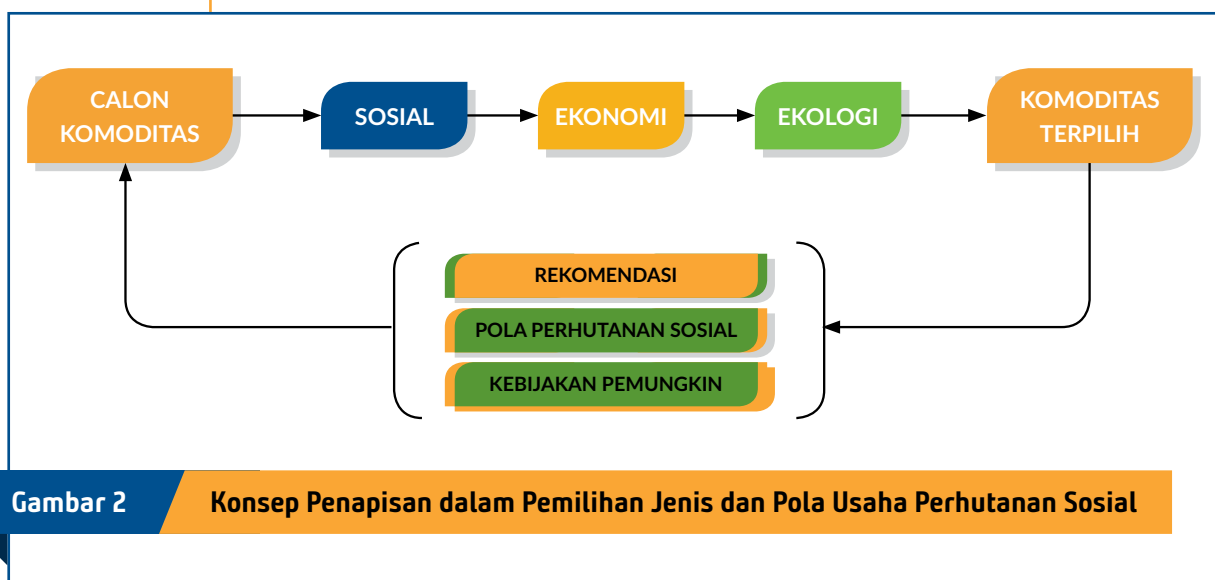 CALON
KOMODITAS
SOSIAL
EKONOMI
EKOLOGI
KOMODITAS
TERPILIH
REKOMENDASI
POLA PERHUTANAN SOSIAL
KEBIJAKAN PEMUNGKIN
Gambar 2
Konsep Penapisan dalam Pemilihan Jenis dan Pola Usaha Perhutanan Sosial